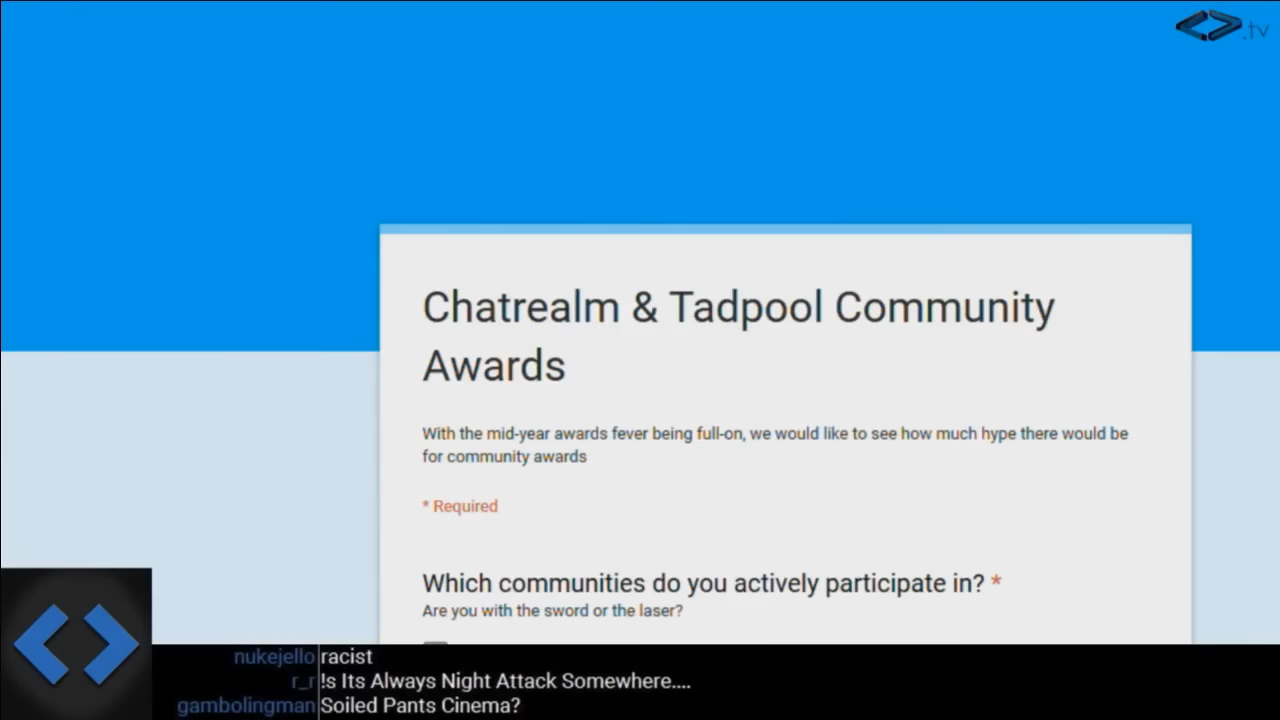 .tv
Chatrealm & Tadpool Community
Awards
With the mid-year awards fever being full-on, we would like to see how much hype there would be
for community awards
* Required
Which communities do you actively participate in? *
Are you with the sword or the laser?
nukejello racist
r_r !s Its Always Night Attack Somewhere....
gambolingman Soiled Pants Cinema?